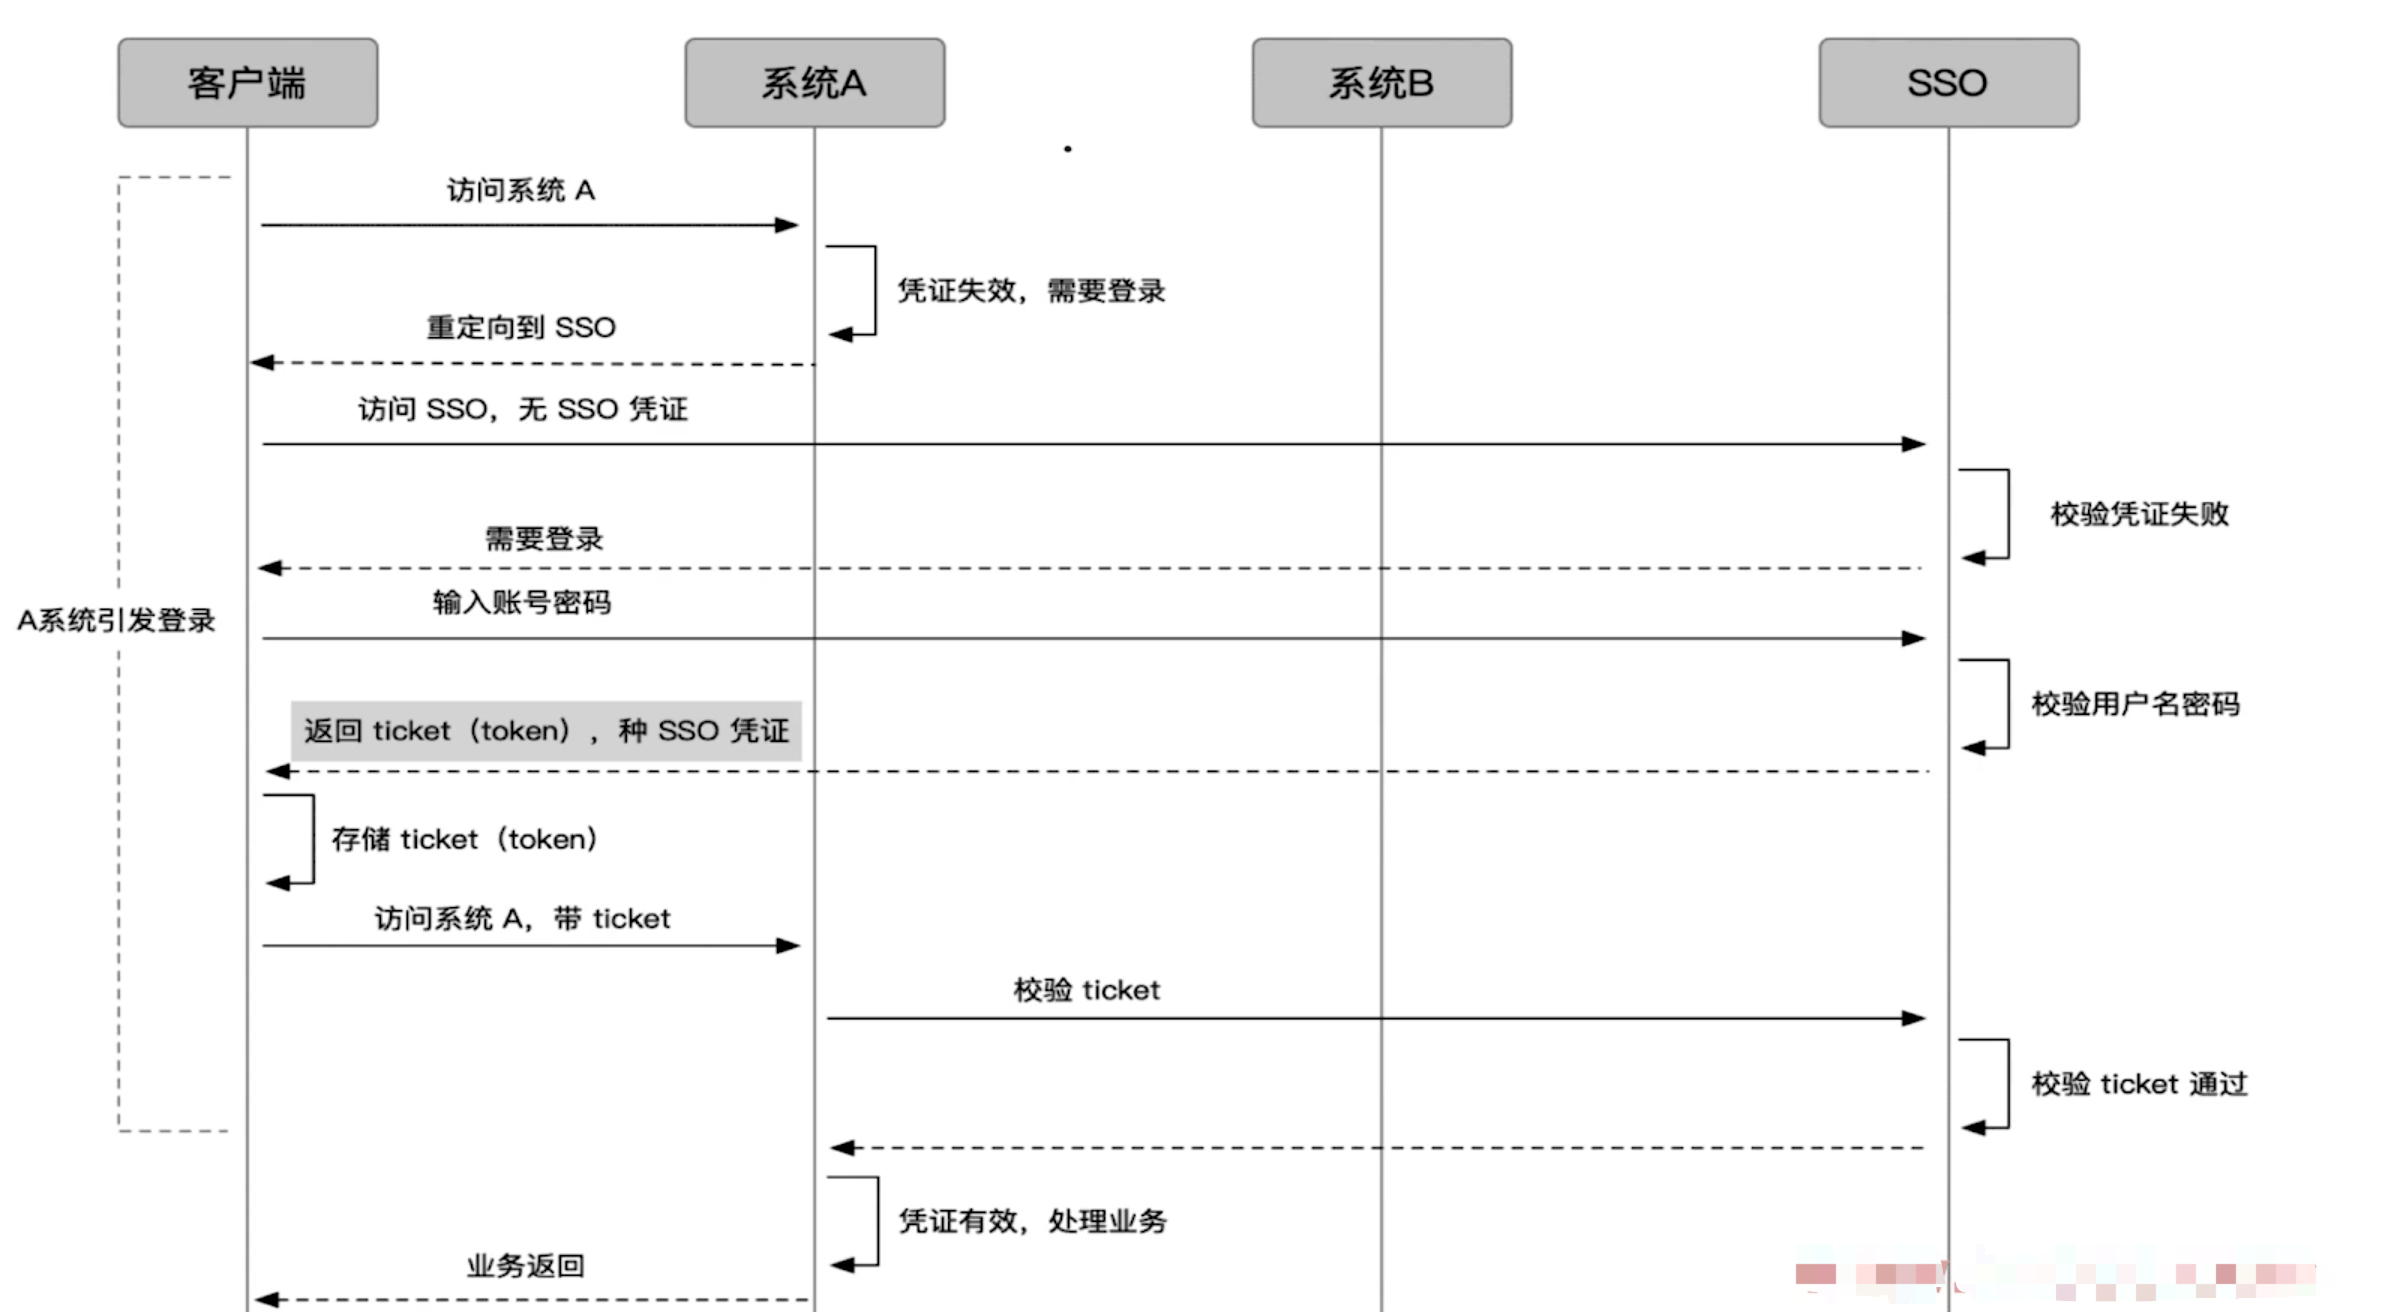 客户端
系统A
系统B
SSO
访问系统 A
凭证失效，需要登录
重定向到 SSO
访问 SSO，无 SSO 凭证
校验凭证失败
需要登录
输入账号密码
A系统引发登录
校验用户名密码
返回 ticket（token），种 SSO 凭证
存储 ticket（token）
访问系统 A，带 ticket
校验 ticket
校验 ticket 通过
凭证有效，处理业务
业务返回